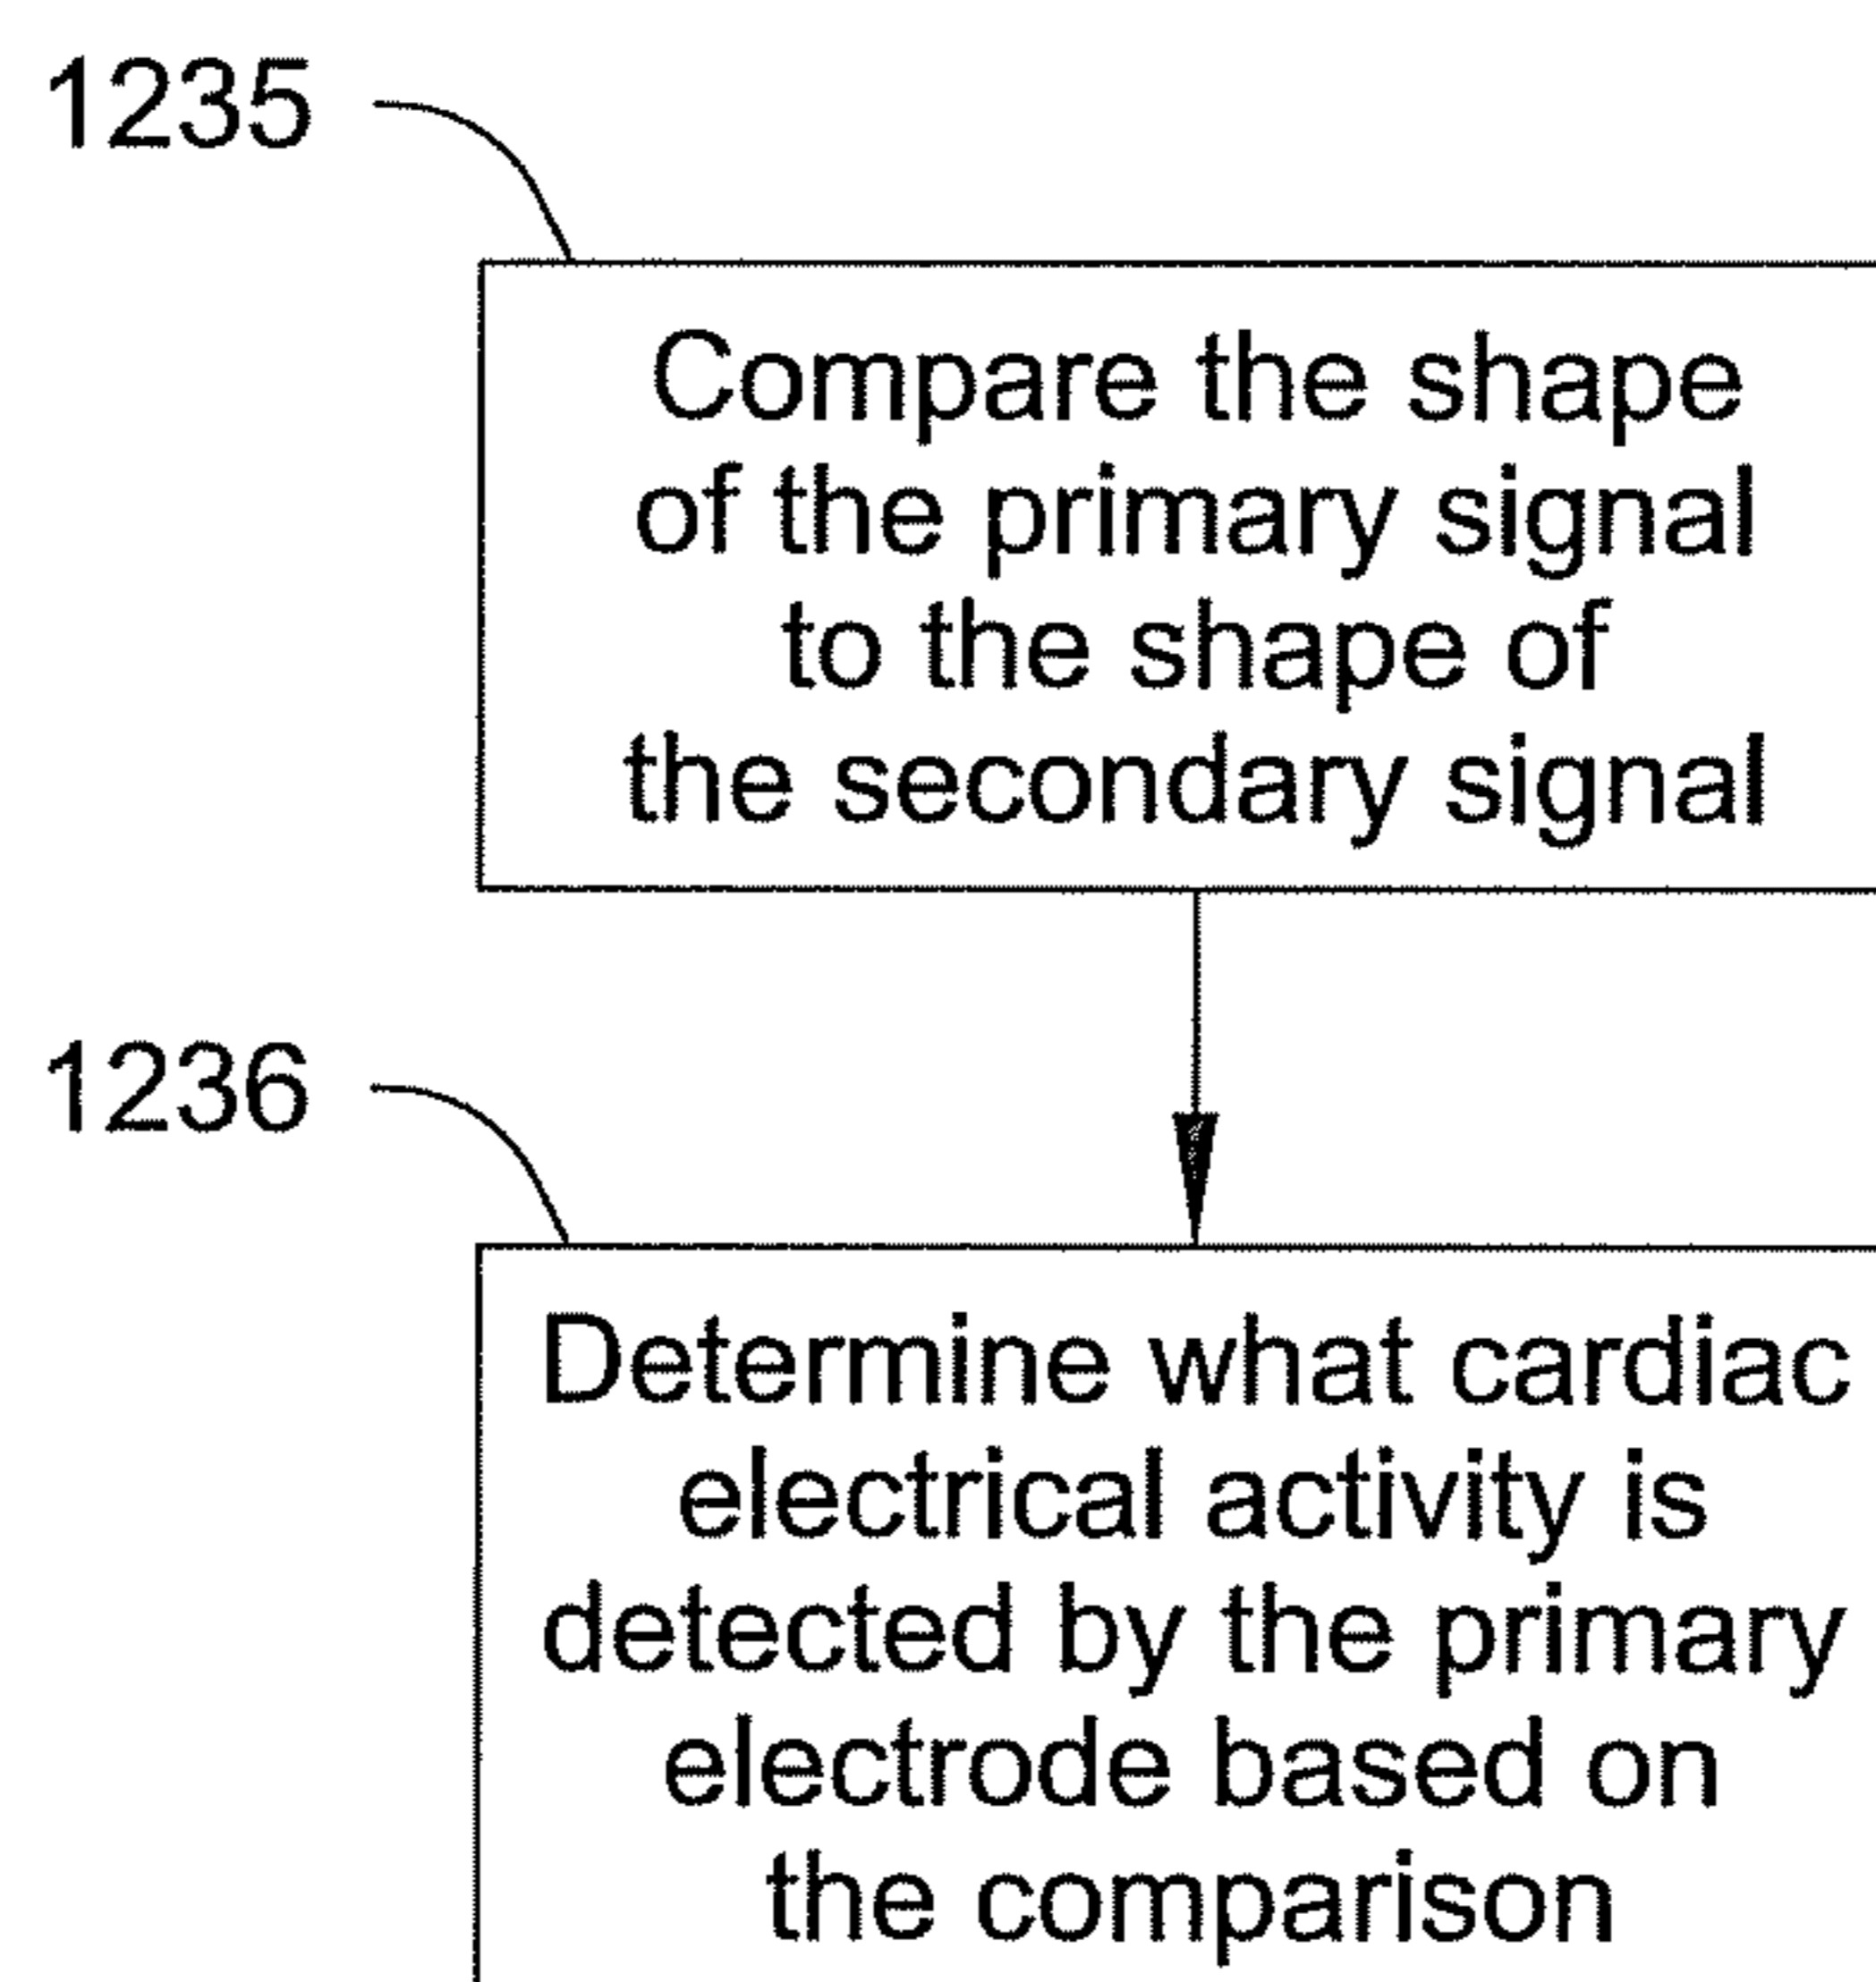 1235
Compare the shape
of the primary signal
to the shape of
the secondary signal
1236
Determine what cardiac
electrical activity is
detected by the primary
electrode based on
the comparison